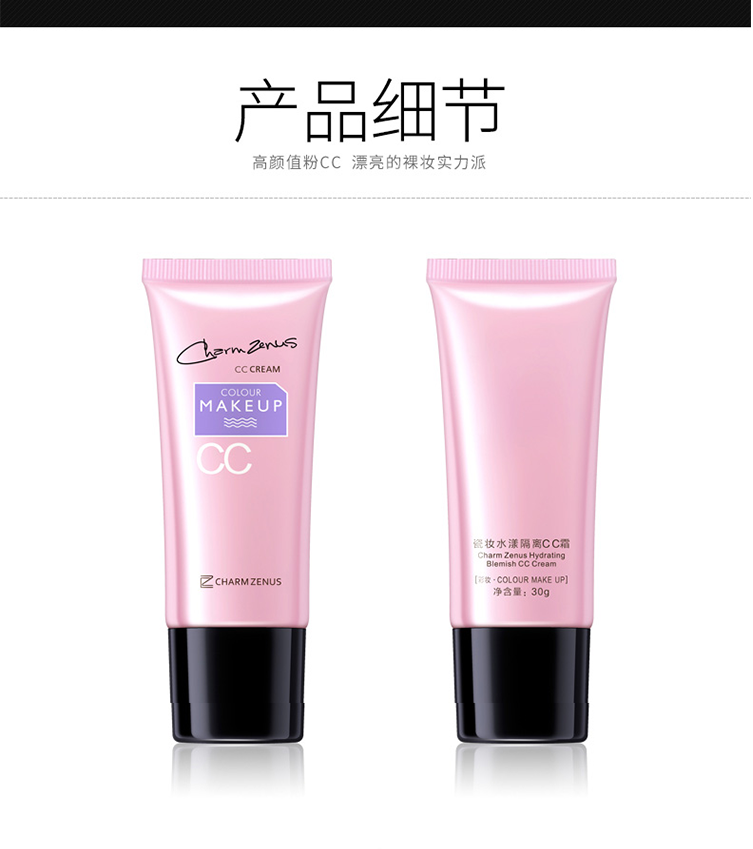 产品细节
高颜值粉CC 漂亮的裸妆实力派
Charm Zenus
CC CREAM
COLOUR
MAKEUP
CC
CHARM ZENUS
瓷妆水漾隔离CC霜
Charm Zenus Hydrating
Blemish CC Cream
[彩妆·COLOUR MAKE UP]
净含量：30g